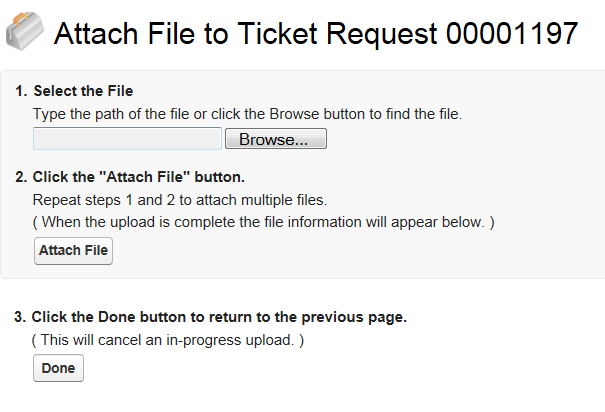 Attach File to Ticket Request 00001197
1. Select the File
Type the path of the file or click the Browse button to find the file.
Browse...
2. Click the "Attach File" button.
Repeat steps 1 and 2 to attach multiple files.
( When the upload is complete the file information will appear below. )
Attach File
3. Click the Done button to return to the previous page.
( This will cancel an in-progress upload. )
Done